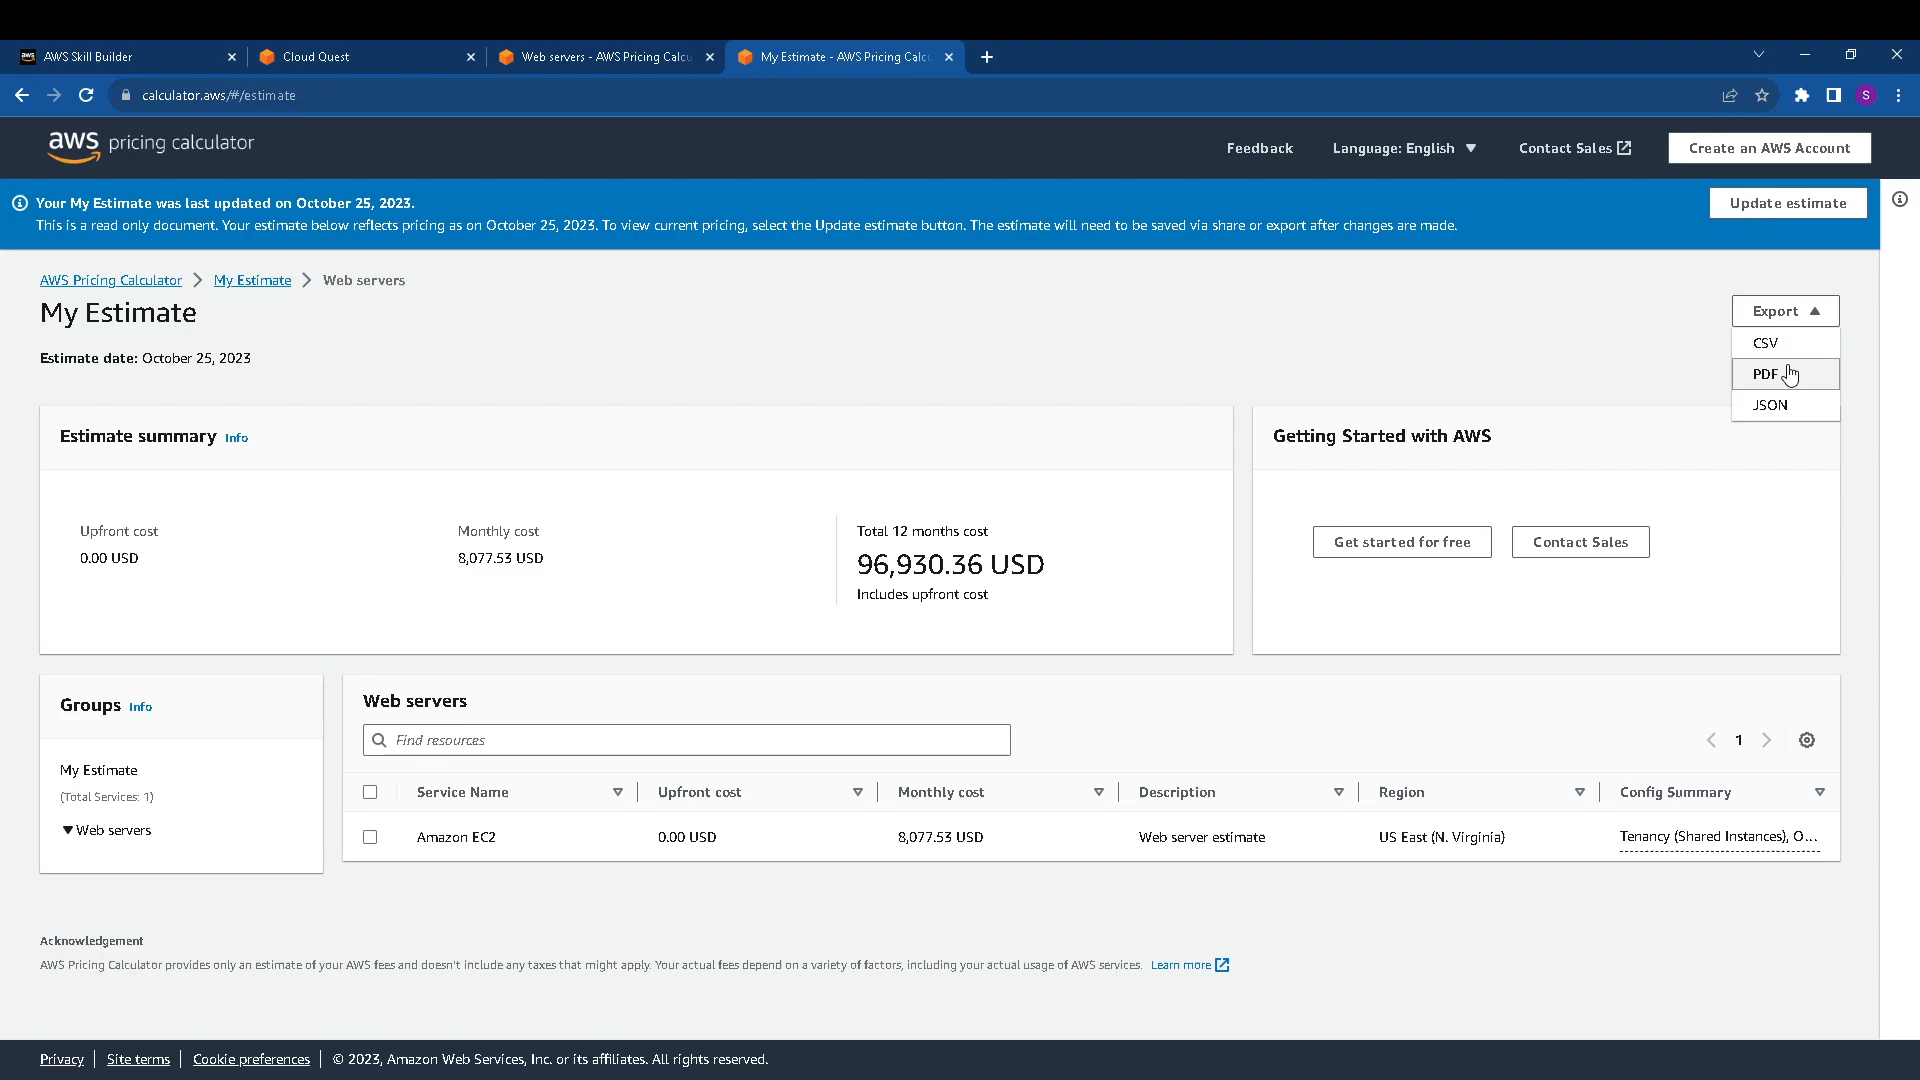 AWS Skill Builder
Cloud Quest
Web servers - AWS Pricing Calcu
My Estimate - AWS Pricing Calcu
calculator.aws/#/estimate
S
aws pricing calculator
Feedback
Language: English
Contact Sales
Create an AWS Account
Your My Estimate was last updated on October 25, 2023.
This is a read only document. Your estimate below reflects pricing as on October 25, 2023. To view current pricing, select the Update estimate button. The estimate will need to be saved via share or export after changes are made.
Update estimate
AWS Pricing Calculator > My Estimate > Web servers
My Estimate
Estimate date: October 25, 2023
Export
CSV
PDF
JSON
Estimate summary Info
Upfront cost
0.00 USD
Monthly cost
8,077.53 USD
Total 12 months cost
96,930.36 USD
Includes upfront cost
Getting Started with AWS
Get started for free
Contact Sales
Groups Info
My Estimate
(Total Services: 1)
Web servers
Web servers
Find resources
1
Service Name Upfront cost Monthly cost Description Region Config Summary
Amazon EC2 0.00 USD 8,077.53 USD Web server estimate US East (N. Virginia) Tenancy (Shared Instances), O...
Acknowledgement
AWS Pricing Calculator provides only an estimate of your AWS fees and doesn't include any taxes that might apply. Your actual fees depend on a variety of factors, including your actual usage of AWS services. Learn more
Privacy | Site terms | Cookie preferences | © 2023, Amazon Web Services, Inc. or its affiliates. All rights reserved.